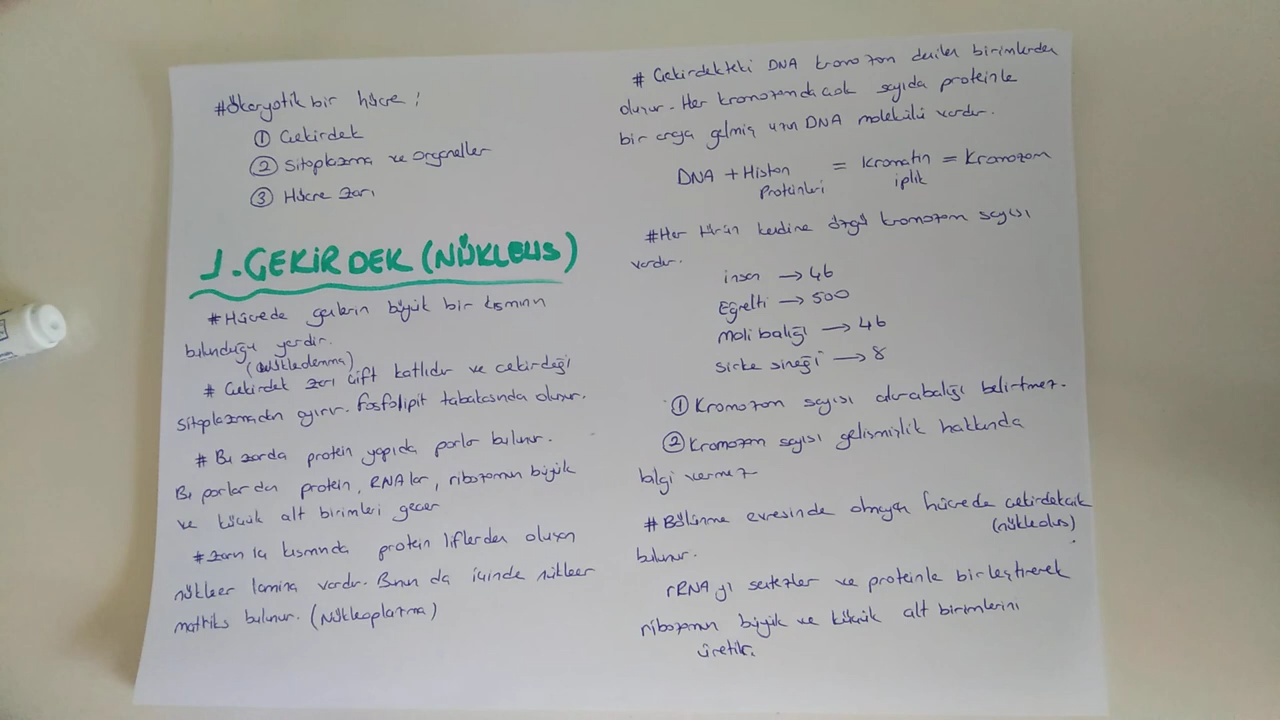 #Ökaryotik bir hücre;
① Çekirdek
② Sitoplazma ve organeller
③ Hücre zarı
1.ÇEKİRDEK (NÜKLEUS)
#Hücrede genlerin büyük bir kısmının
bulunduğu yerdir.
# Çekirdek zarı çift katlıdır ve çekirdeği
sitoplazmadan ayırır. Fosfolipit tabakasında oluşur.
# Bu zarda protein yapıda porlar bulunur.
Bu porlardan protein, RNAlar, ribozomun büyük
ve küçük alt birimleri geçer
#Zarın iç kısmında protein liflerden oluşan
nükleer lamina vardır. Bunun da içinde nükleer
matriks bulunur. (Nükleoplazma)
# Çekirdekteki DNA kromozom denilen birimlerden
oluşur. Her kromozomda çok sayıda proteinle
bir araya gelmiş uzun DNA molekülü vardır.
DNA + Histon Proteinleri = kromatin iplik = kromozom
#Her türün kendine özgü kromozom sayısı
vardır.
insan → 46
Eğrelti → 500
Moli balığı → 46
sirke sineği → 8
① Kromozom sayısı akrabalığı belirtmez.
② Kromozom sayısı gelişmişlik hakkında
bilgi vermez
# Bölünme evresinde olmayan hücrede çekirdekcik
(nükleolus)
bulunur.
rRNA yı sentezler ve proteinle birleştirerek
ribozomun büyük ve küçük alt birimlerini
üretilir.